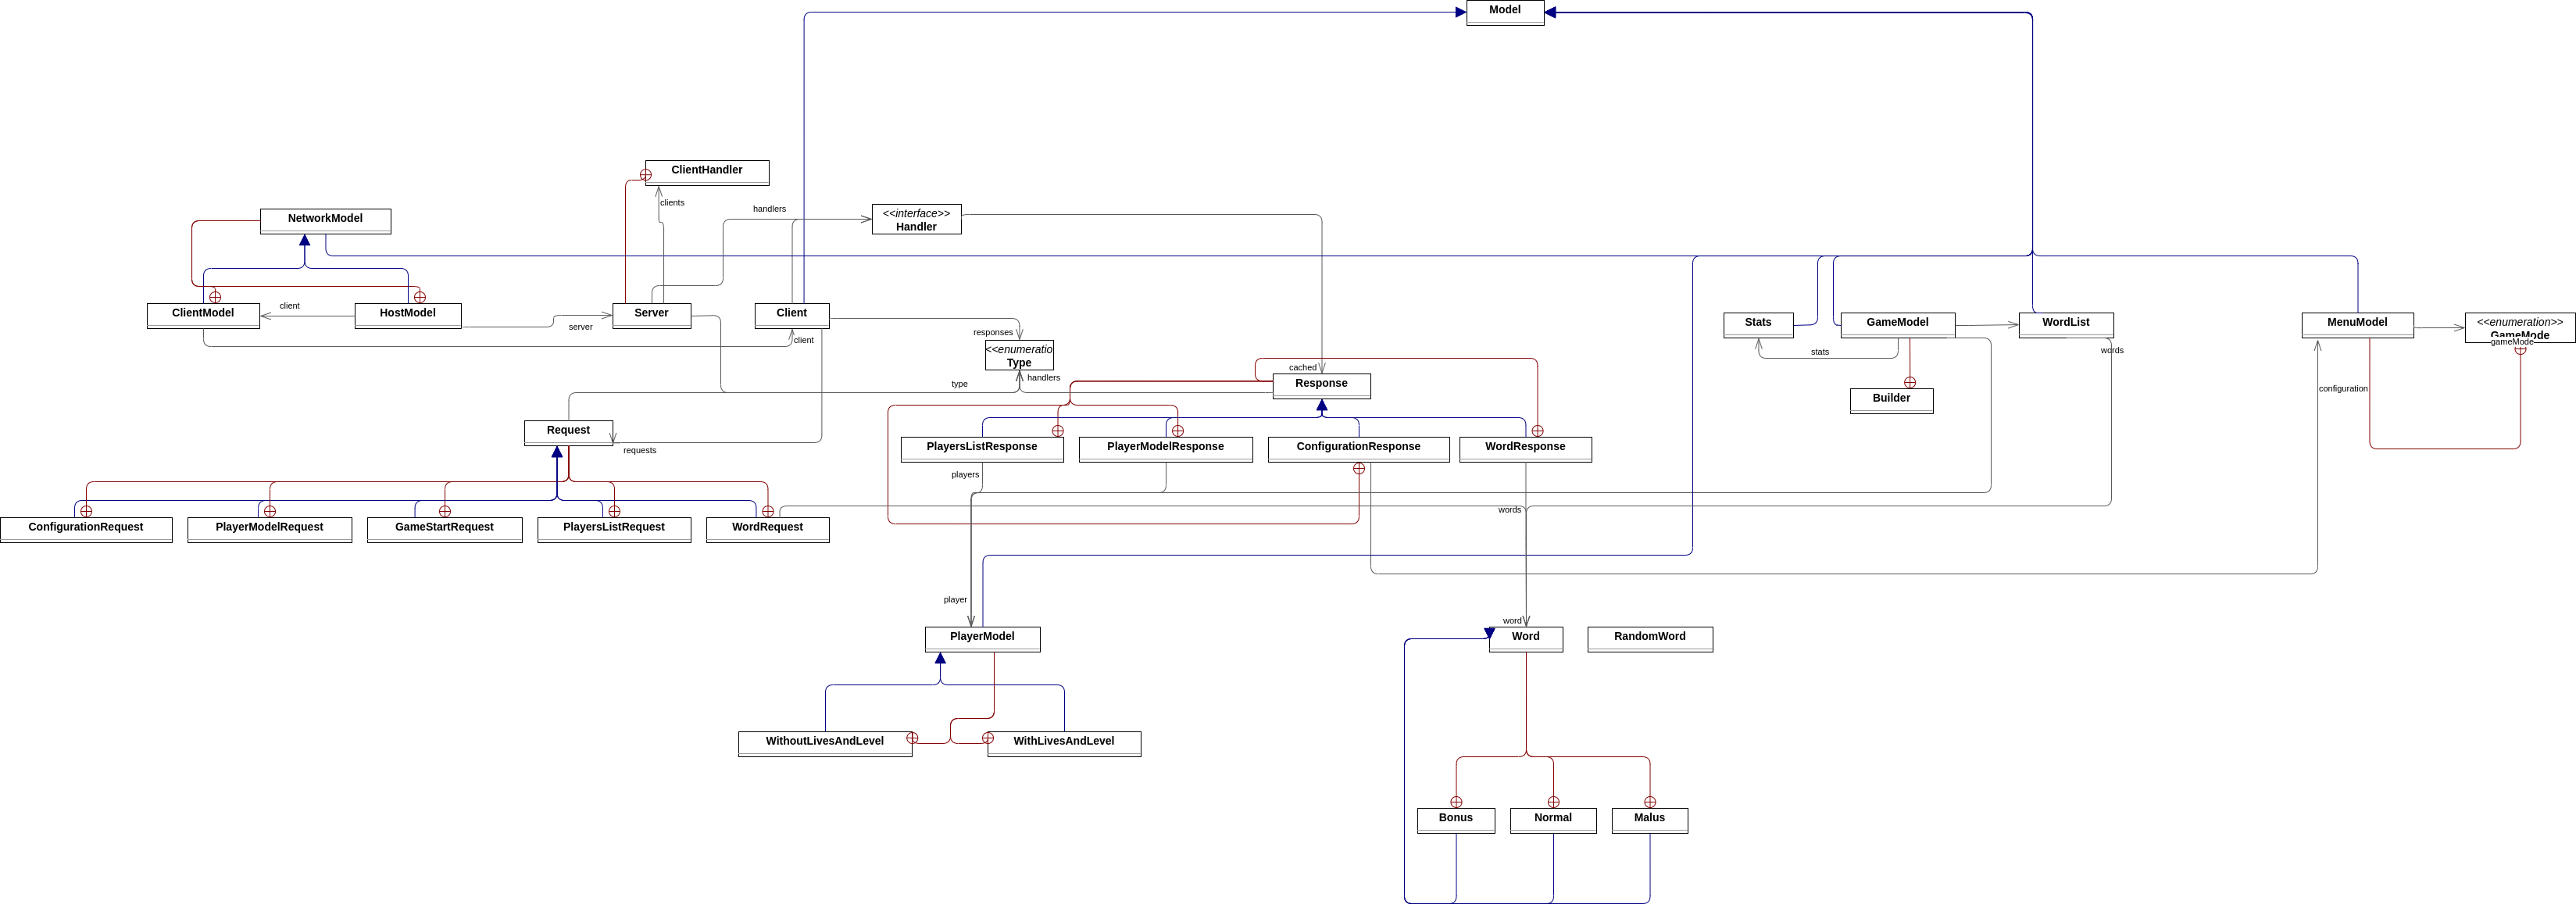 Model
ClientHandler
clients
handlers
<<interface>>
Handler
NetworkModel
ClientModel
client
HostModel
server
Server
Client
client
responses
<<enumeratio
Type
handlers
type
cached
Response
Stats
stats
GameModel
WordList
words
Builder
MenuModel
<<enumeration>>
GameMode
gameMode
configuration
Request
requests
PlayersListResponse
PlayerModelResponse
ConfigurationResponse
WordResponse
players
words
ConfigurationRequest
PlayerModelRequest
GameStartRequest
PlayersListRequest
WordRequest
player
word
PlayerModel
Word
RandomWord
WithoutLivesAndLevel
WithLivesAndLevel
Bonus
Normal
Malus